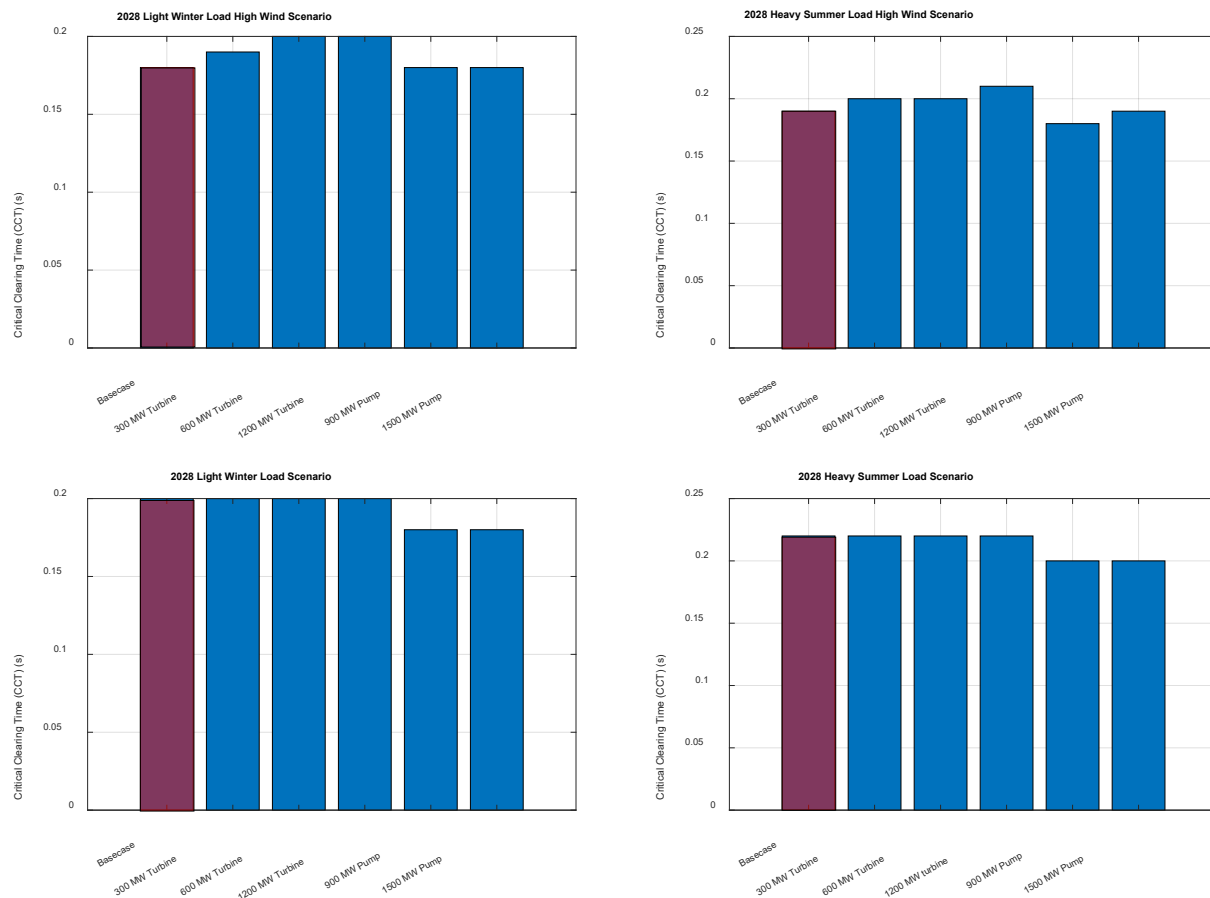 2028 Light Winter Load High Wind Scenario
0.2
0.15
0.1
0.05
0
Critical Clearing Time (CCT) (s)
Basecase
300 MW Turbine
600 MW Turbine
1200 MW Turbine
900 MW Pump
1500 MW Pump
2028 Heavy Summer Load High Wind Scenario
0.25
0.2
0.15
0.1
0.05
0
Critical Clearing Time (CCT) (s)
Basecase
300 MW Turbine
600 MW Turbine
1200 MW Turbine
900 MW Pump
1500 MW Pump
2028 Light Winter Load Scenario
0.2
0.15
0.1
0.05
0
Critical Clearing Time (CCT) (s)
Basecase
300 MW Turbine
600 MW Turbine
1200 MW Turbine
900 MW Pump
1500 MW Pump
2028 Heavy Summer Load Scenario
0.25
0.2
0.15
0.1
0.05
0
Critical Clearing Time (CCT) (s)
Basecase
300 MW Turbine
600 MW Turbine
1200 MW turbine
900 MW Pump
1500 MW Pump